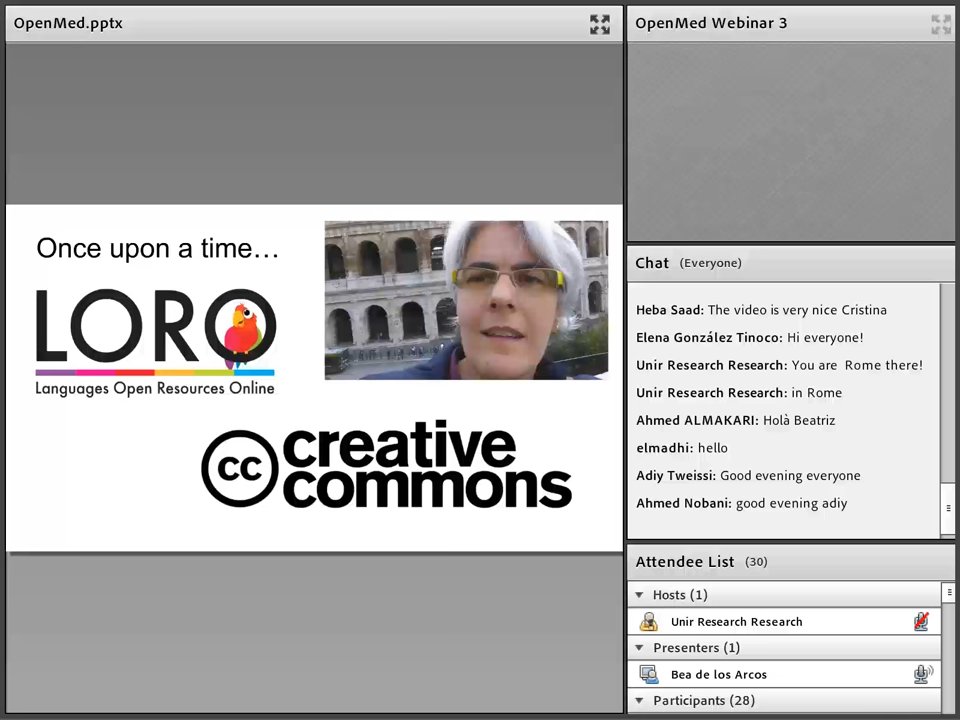 OpenMed.pptx
Once upon a time...
LORO
Languages Open Resources Online
cc creative
commons
OpenMed Webinar 3
Chat (Everyone)
Heba Saad: The video is very nice Cristina
Elena González Tinoco: Hi everyone!
Unir Research Research: You are  Rome there!
Unir Research Research: in Rome
Ahmed ALMAKARI: Holà Beatriz
elmadhi: hello
Adiy Tweissi: Good evening everyone
Ahmed Nobani: good evening adiy
Attendee List (30)
Hosts (1)
Unir Research Research
Presenters (1)
Bea de los Arcos
Participants (28)